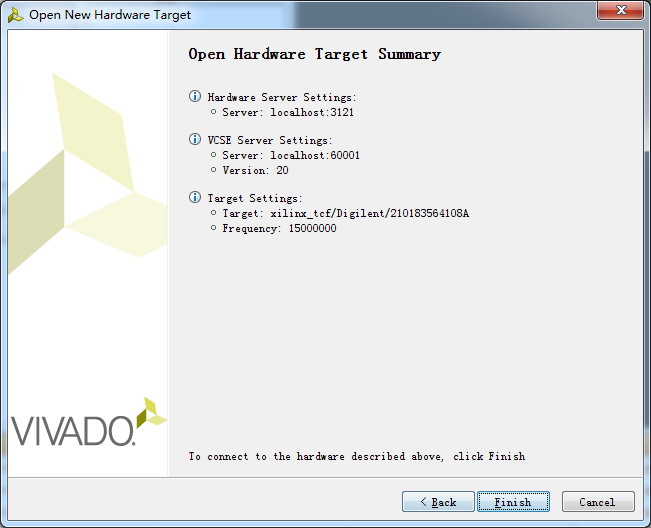 Open New Hardware Target
Open Hardware Target Summary
Hardware Server Settings:
Server: localhost:3121
VCSE Server Settings:
Server: localhost:60001
Version: 20
Target Settings:
Target: xilinx_tcf/Digilent/210183564108A
Frequency: 15000000
VIVADO.
To connect to the hardware described above, click Finish
< Back
Finish
Cancel